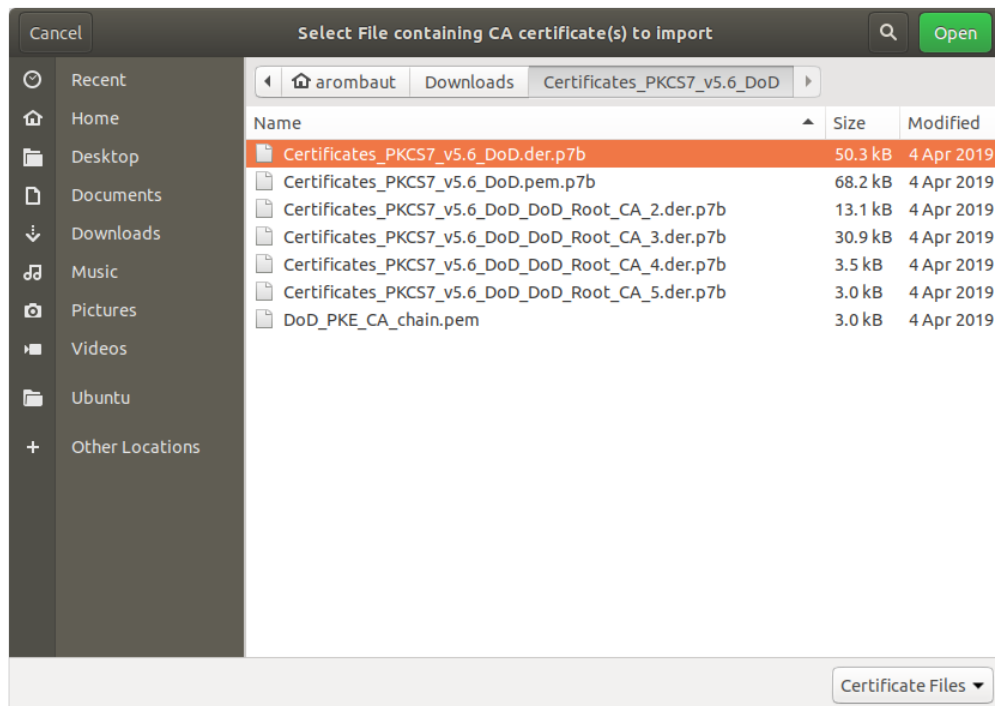 Cancel Select File containing CA certificate(s) to import Open
Recent
Home
Desktop
Documents
Downloads
Music
Pictures
Videos
Ubuntu
Other Locations
arombaut Downloads Certificates_PKCS7_v5.6_DoD
Name Size Modified
Certificates_PKCS7_v5.6_DoD.der.p7b 50.3 kB 4 Apr 2019
Certificates_PKCS7_v5.6_DoD.pem.p7b 68.2 kB 4 Apr 2019
Certificates_PKCS7_v5.6_DoD_DoD_Root_CA_2.der.p7b 13.1 kB 4 Apr 2019
Certificates_PKCS7_v5.6_DoD_DoD_Root_CA_3.der.p7b 30.9 kB 4 Apr 2019
Certificates_PKCS7_v5.6_DoD_DoD_Root_CA_4.der.p7b 3.5 kB 4 Apr 2019
Certificates_PKCS7_v5.6_DoD_DoD_Root_CA_5.der.p7b 3.0 kB 4 Apr 2019
DoD_PKE_CA_chain.pem 3.0 kB 4 Apr 2019
Certificate Files